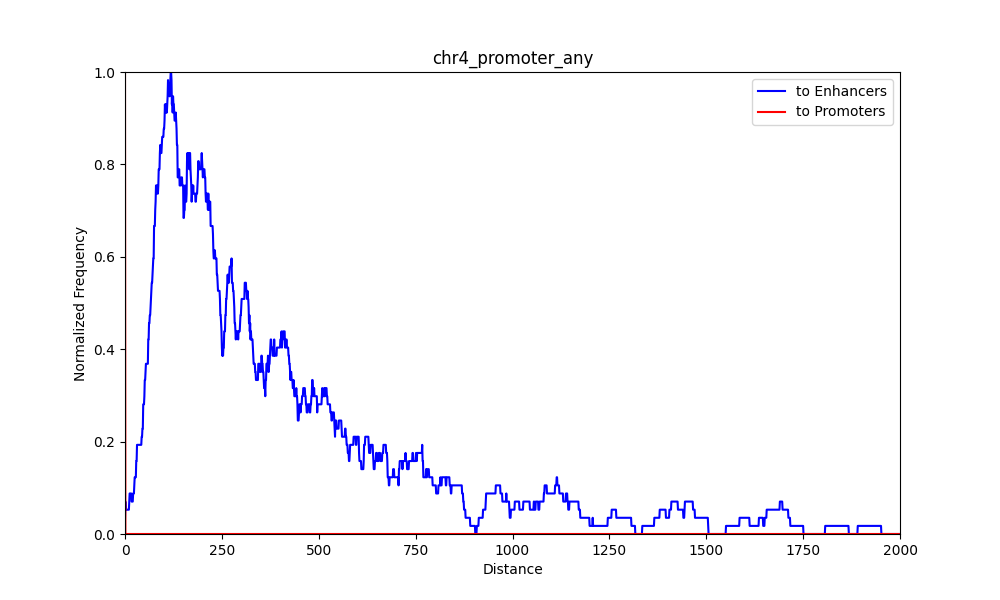 chr4_promoter_any
to Enhancers
to Promoters
1.0
0.8
0.6
0.4
0.2
0.0
Normalized Frequency
0 250 500 750 1000 1250 1500 1750 2000
Distance